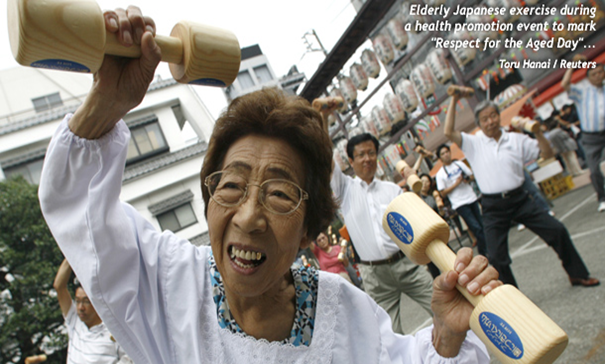 Elderly Japanese exercise during
a health promotion event to mark
"Respect for the Aged Day"...
Toru Hanai / Reuters